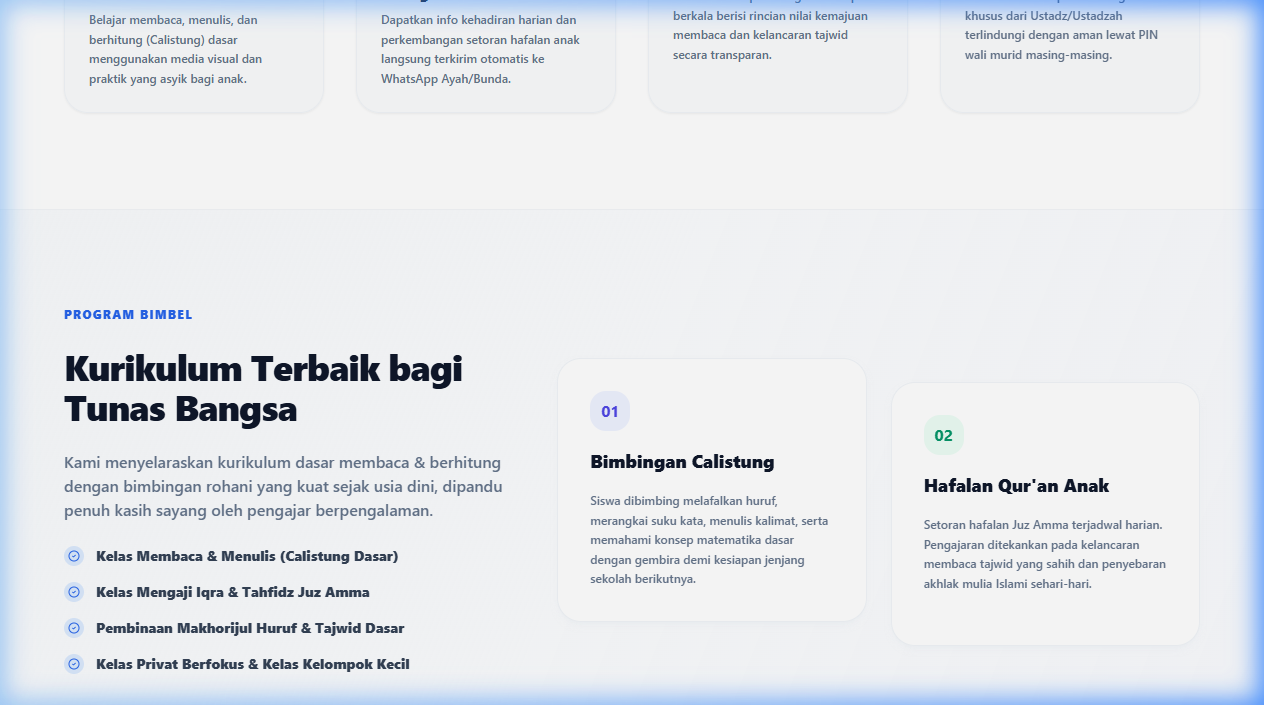 Belajar membaca, menulis, dan
berhitung (Calistung) dasar
menggunakan media visual dan
praktik yang asyik bagi anak.
Dapatkan info kehadiran harian dan
perkembangan setoran hafalan anak
langsung terkirim otomatis ke
WhatsApp Ayah/Bunda.
berkala berisi rincian nilai kemajuan
membaca dan kelancaran tajwid
secara transparan.
khusus dari Ustadz/Ustadzah
terlindungi dengan aman lewat PIN
wali murid masing-masing.
PROGRAM BIMBEL
Kurikulum Terbaik bagi
Tunas Bangsa
Kami menyelaraskan kurikulum dasar membaca & berhitung
dengan bimbingan rohani yang kuat sejak usia dini, dipandu
penuh kasih sayang oleh pengajar berpengalaman.
Kelas Membaca & Menulis (Calistung Dasar)
Kelas Mengaji Iqra & Tahfidz Juz Amma
Pembinaan Makhorijul Huruf & Tajwid Dasar
Kelas Privat Berfokus & Kelas Kelompok Kecil
01
Bimbingan Calistung
Siswa dibimbing melafalkan huruf,
merangkai suku kata, menulis kalimat, serta
memahami konsep matematika dasar
dengan gembira demi kesiapan jenjang
sekolah berikutnya.
02
Hafalan Qur'an Anak
Setoran hafalan Juz Amma terjadwal harian.
Pengajaran ditekankan pada kelancaran
membaca tajwid yang sahih dan penyebaran
akhlak mulia Islami sehari-hari.